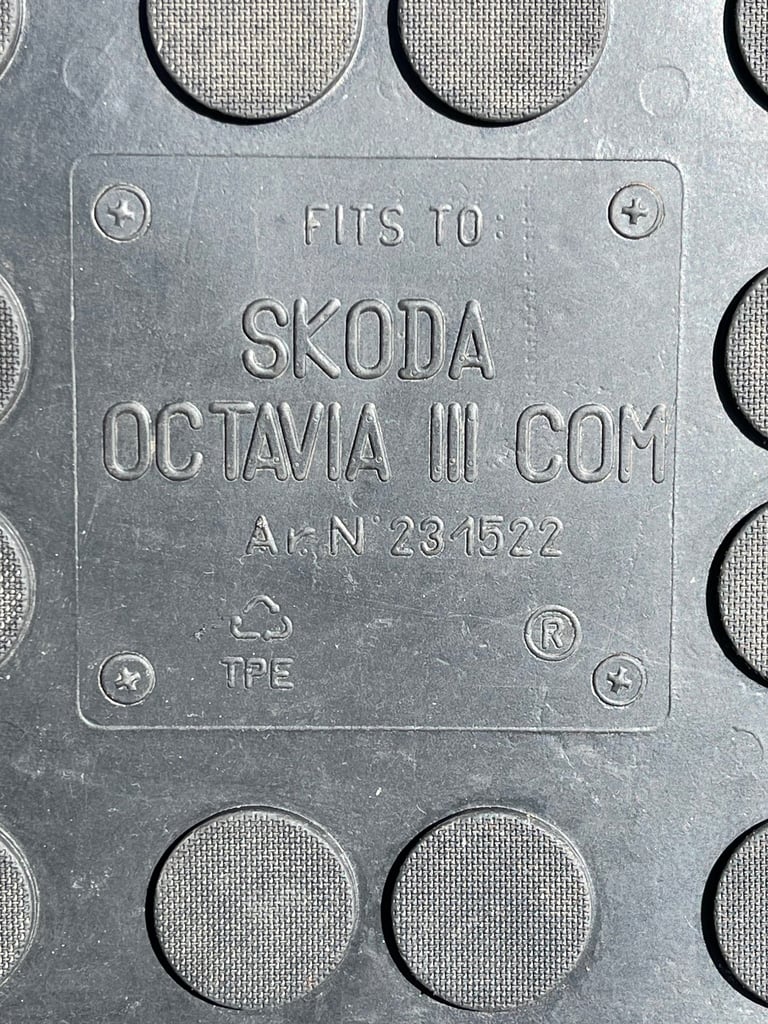 FITS TO:
SKODA
OCTAVIA III COM
Ar.N° 231522
®
TPE